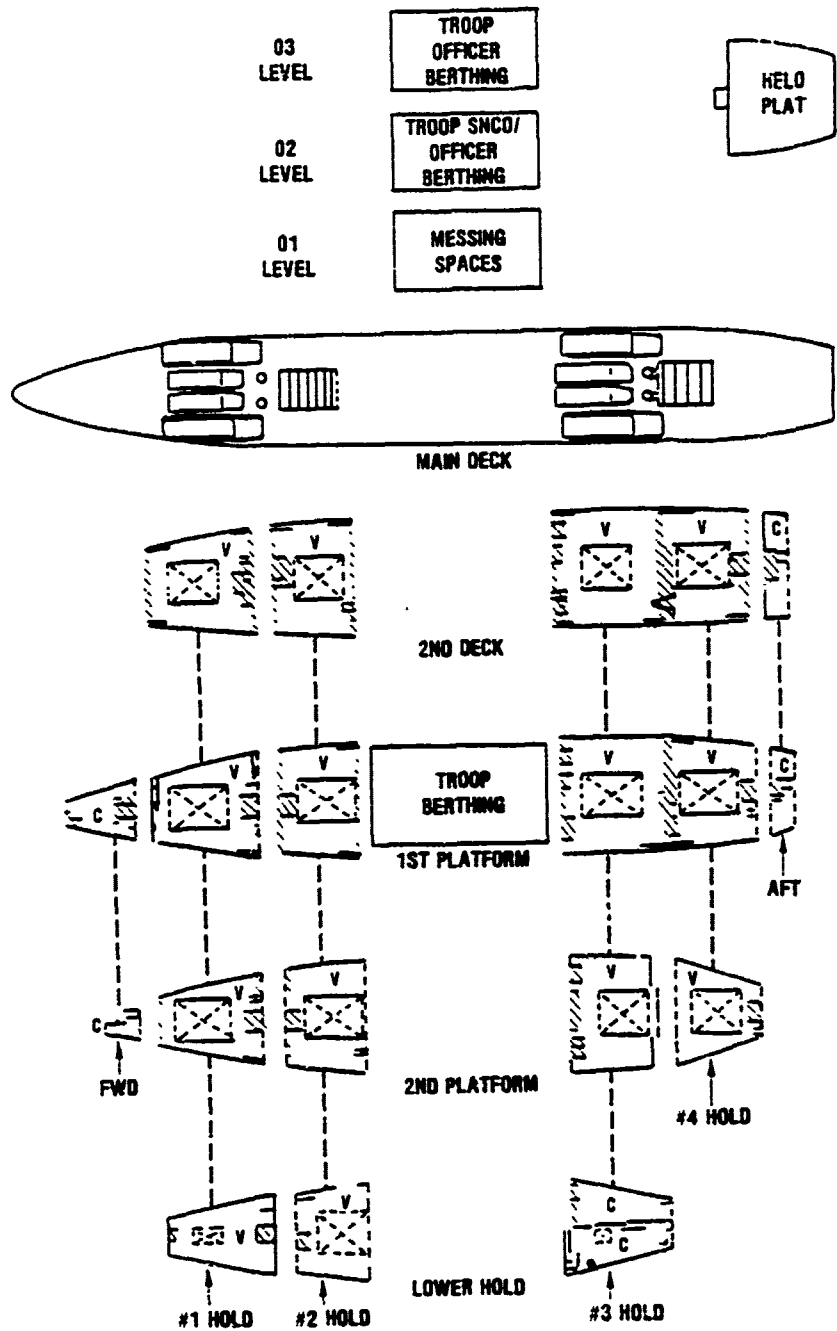 03
LEVEL
TROOP
OFFICER
BERTHING
HELO
PLAT
02
LEVEL
TROOP SNCO/
OFFICER
BERTHING
01
LEVEL
MESSING
SPACES
MAIN DECK
V
V
V
V
C
2ND DECK
C
V
V
TROOP
BERTHING
V
V
C
1ST PLATFORM
AFT
C
V
V
V
V
FWD
2ND PLATFORM
#4 HOLD
V
V
C
C
LOWER HOLD
#1 HOLD
#2 HOLD
#3 HOLD